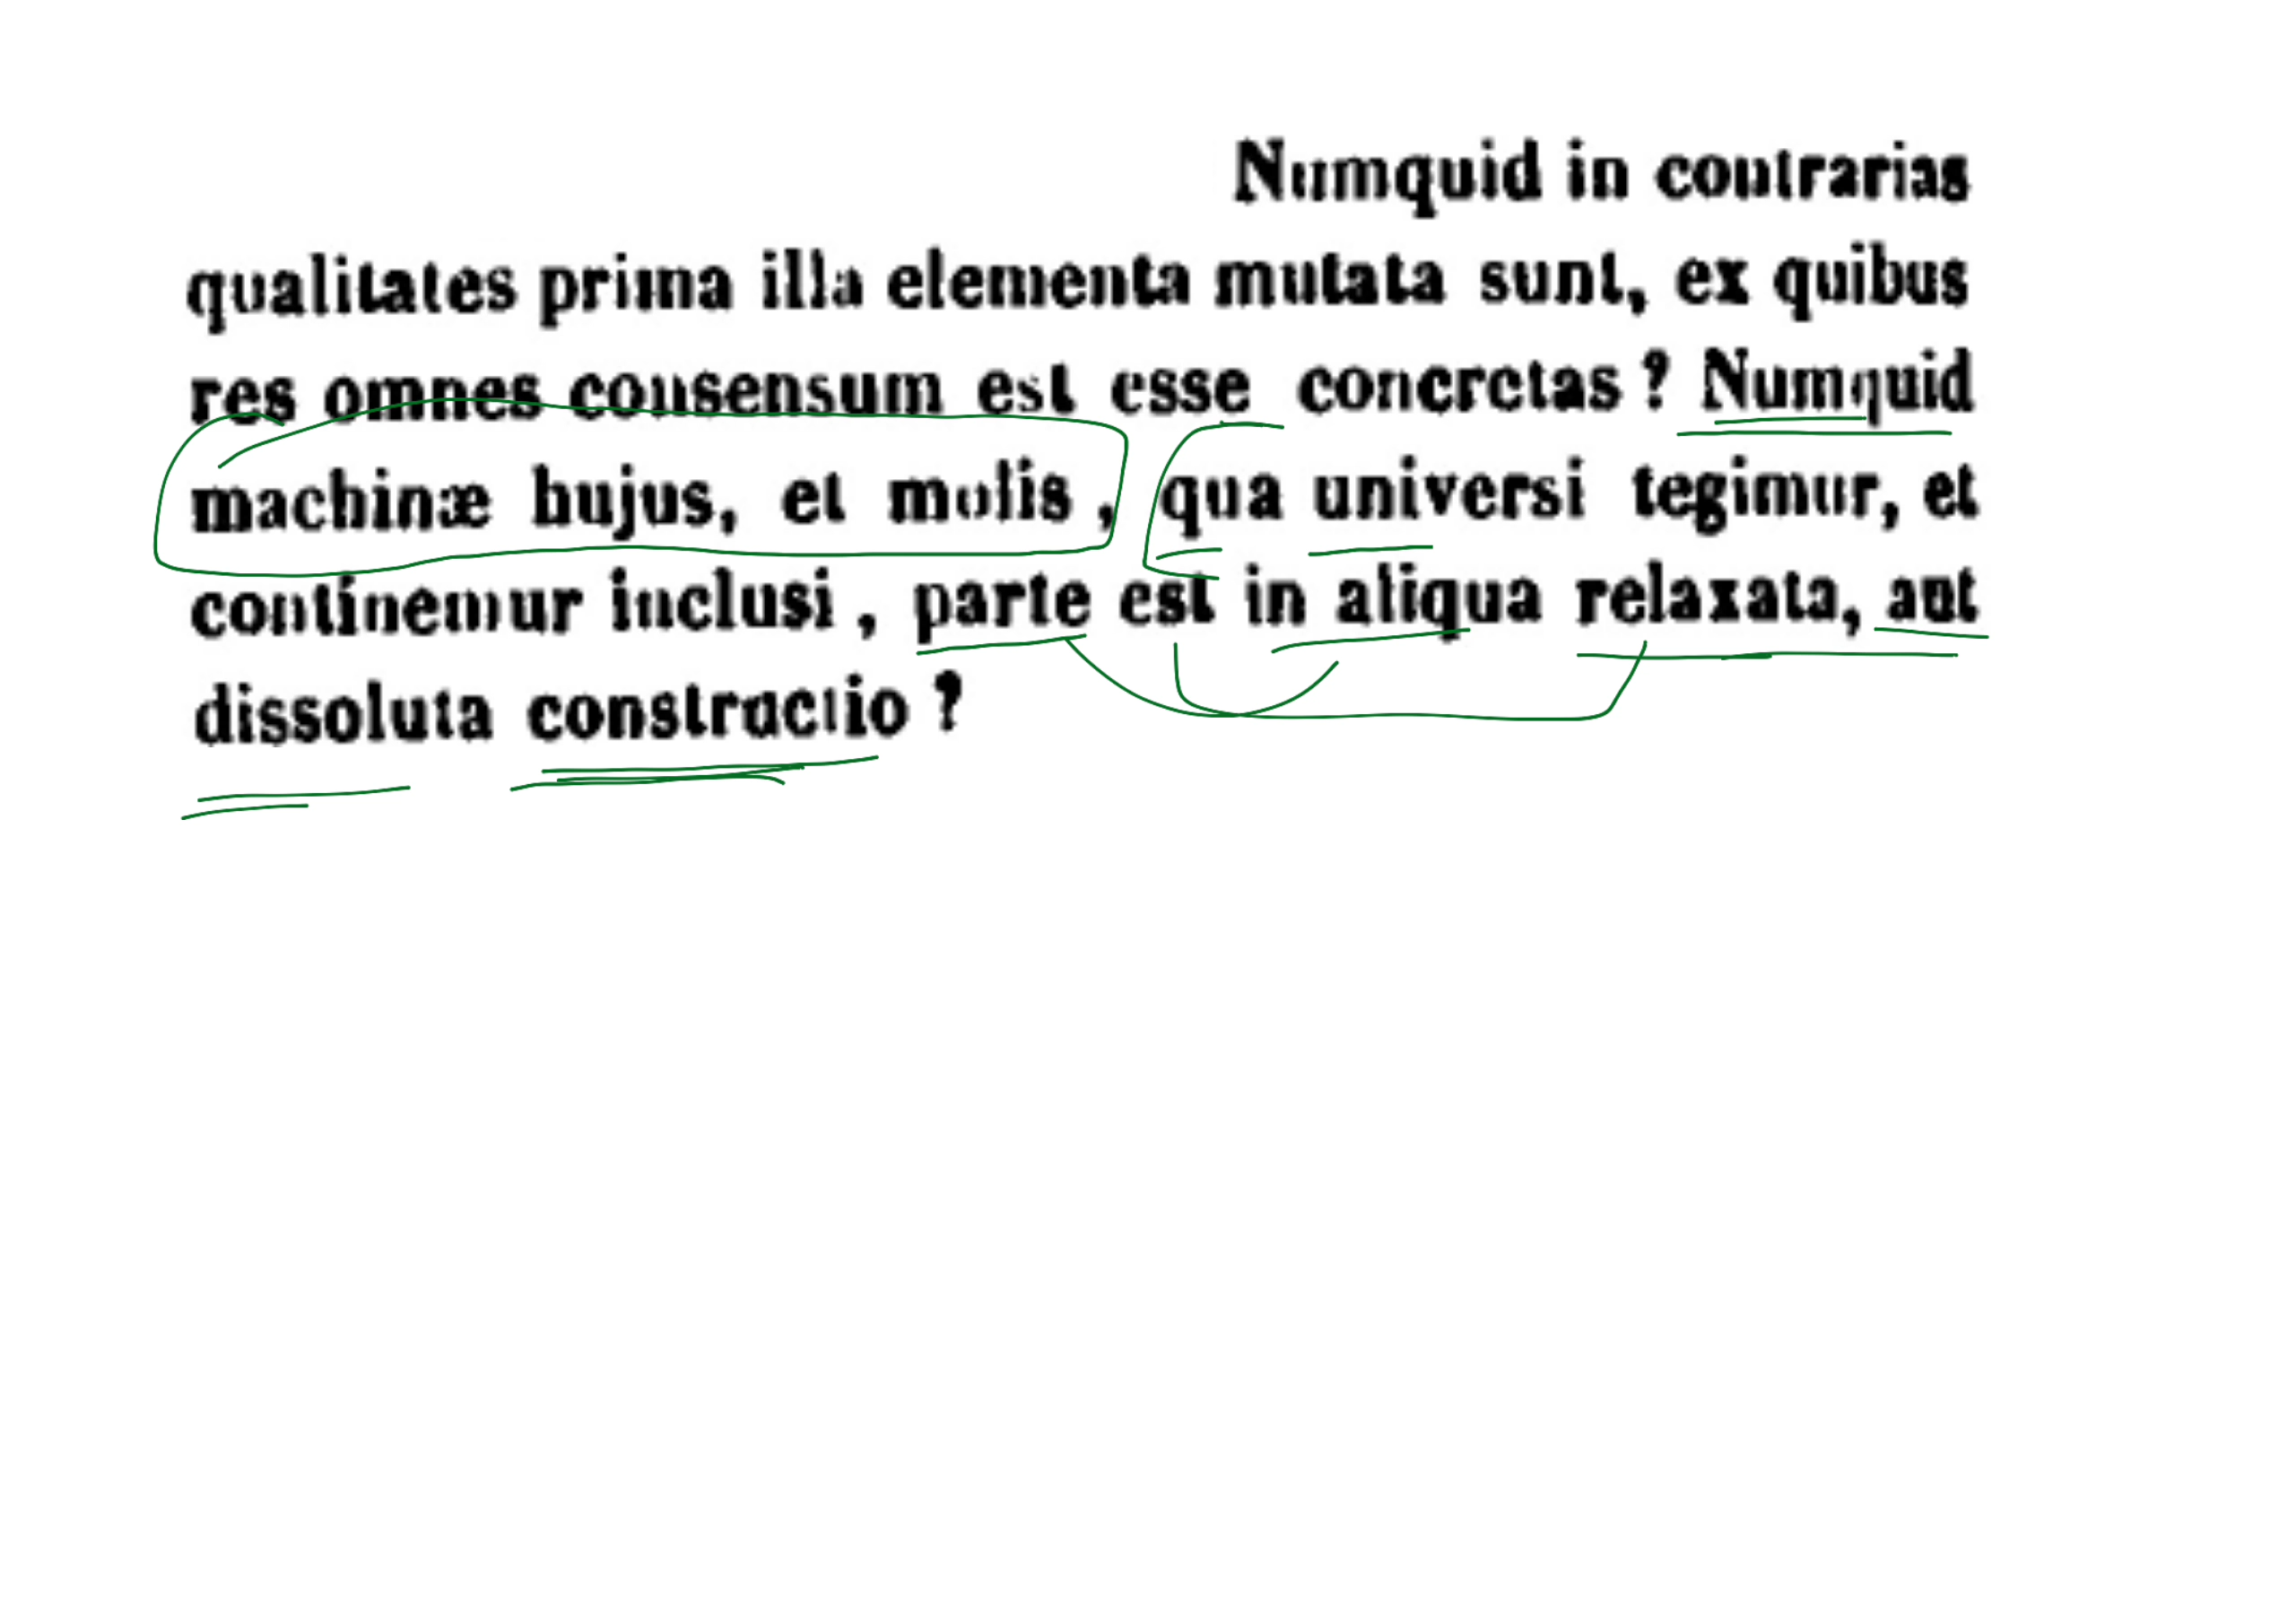 Numquid in contrarias
qualitates prima illa elementa mutata sunt, ex quibus
res omnes consensum est esse concretas ? Numquid
machinæ hujus, et molis , qua universi tegimur, et
continemur inclusi , parte est in aliqua relaxata, aut
dissoluta constructio ?